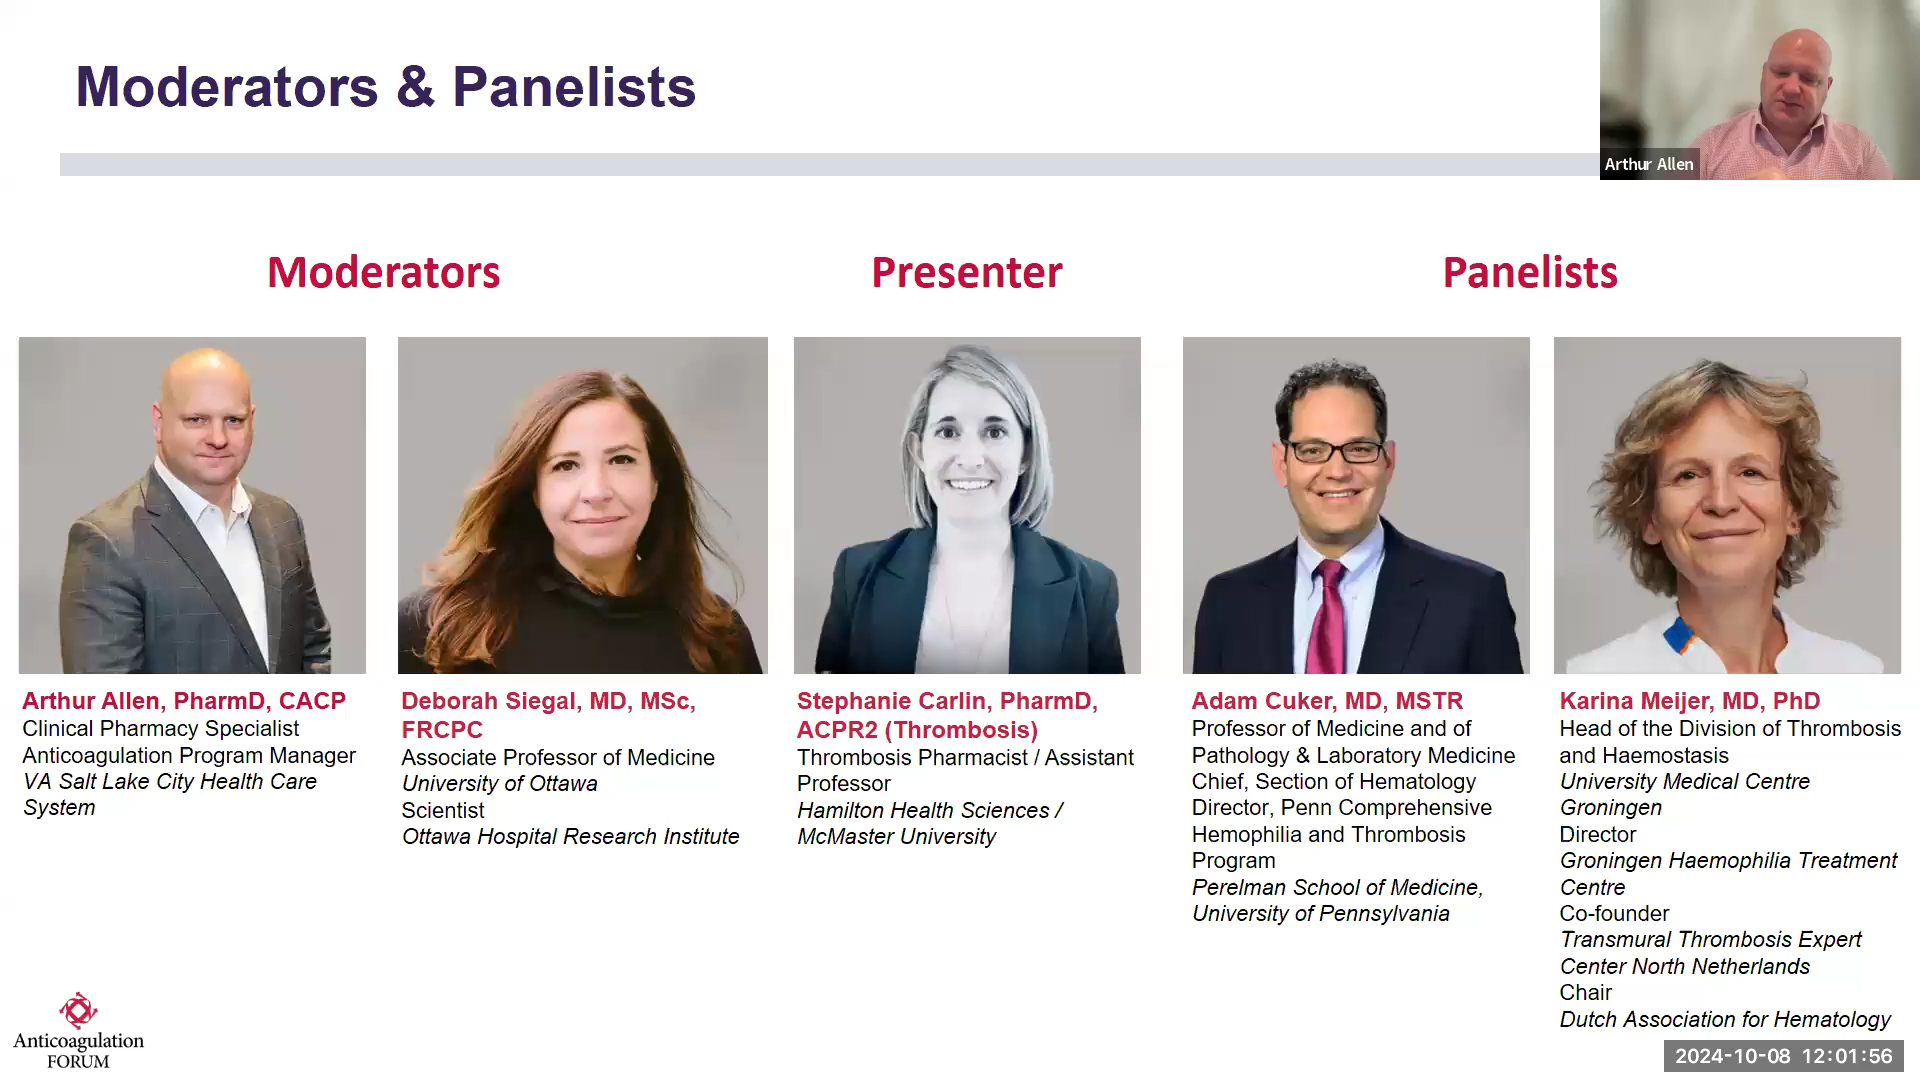 Moderators & Panelists
Arthur Allen
Moderators
Presenter
Panelists
Arthur Allen, PharmD, CACP
Clinical Pharmacy Specialist
Anticoagulation Program Manager
VA Salt Lake City Health Care
System
Deborah Siegal, MD, MSc,
FRCPC
Associate Professor of Medicine
University of Ottawa
Scientist
Ottawa Hospital Research Institute
Stephanie Carlin, PharmD,
ACPR2 (Thrombosis)
Thrombosis Pharmacist / Assistant
Professor
Hamilton Health Sciences /
McMaster University
Adam Cuker, MD, MSTR
Professor of Medicine and of
Pathology & Laboratory Medicine
Chief, Section of Hematology
Director, Penn Comprehensive
Hemophilia and Thrombosis
Program
Perelman School of Medicine,
University of Pennsylvania
Karina Meijer, MD, PhD
Head of the Division of Thrombosis
and Haemostasis
University Medical Centre
Groningen
Director
Groningen Haemophilia Treatment
Centre
Co-founder
Transmural Thrombosis Expert
Center North Netherlands
Chair
Dutch Association for Hematology
Anticoagulation
FORUM
2024-10-08 12:01:56